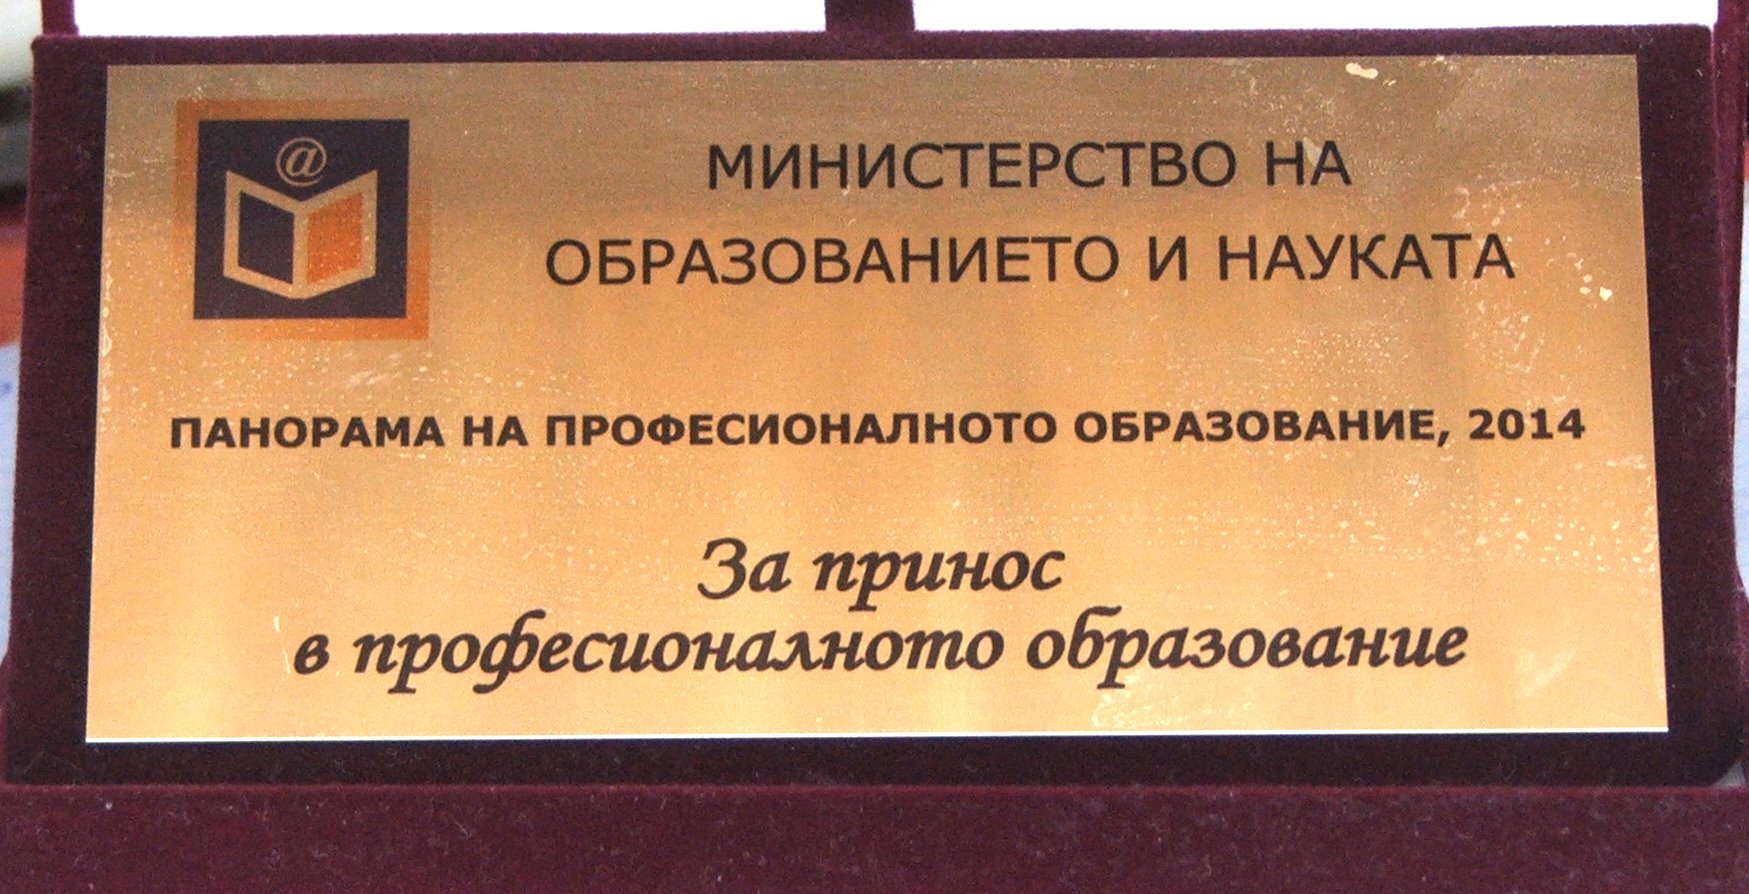 @
МИНИСТЕРСТВО НА
ОБРАЗОВАНИЕТО И НАУКАТА
ПАНОРАМА НА ПРОФЕСИОНАЛНОТО ОБРАЗОВАНИЕ, 2014
За принос
в професионалното образование